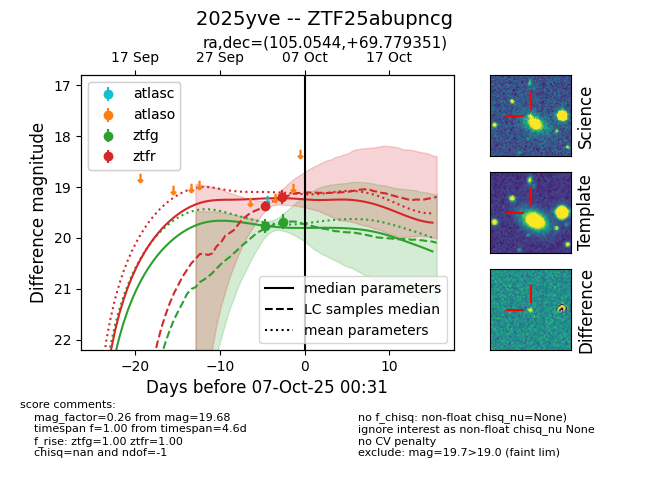 2025yve -- ZTF25abupncg
ra,dec=(105.0544,+69.779351)
17 Sep 27 Sep 07 Oct 17 Oct
17
18
19
20
21
22
Difference magnitude
atlasc
atlaso
ztfg
ztfr
median parameters
LC samples median
mean parameters
−20 −10 0 10
Days before 07-Oct-25 00:31
Science
Template
Difference
score comments:
mag_factor=0.26 from mag=19.68
timespan f=1.00 from timespan=4.6d
f_rise: ztfg=1.00 ztfr=1.00
chisq=nan and ndof=-1
no f_chisq: non-float chisq_nu=None)
ignore interest as non-float chisq_nu None
no CV penalty
exclude: mag=19.7>19.0 (faint lim)